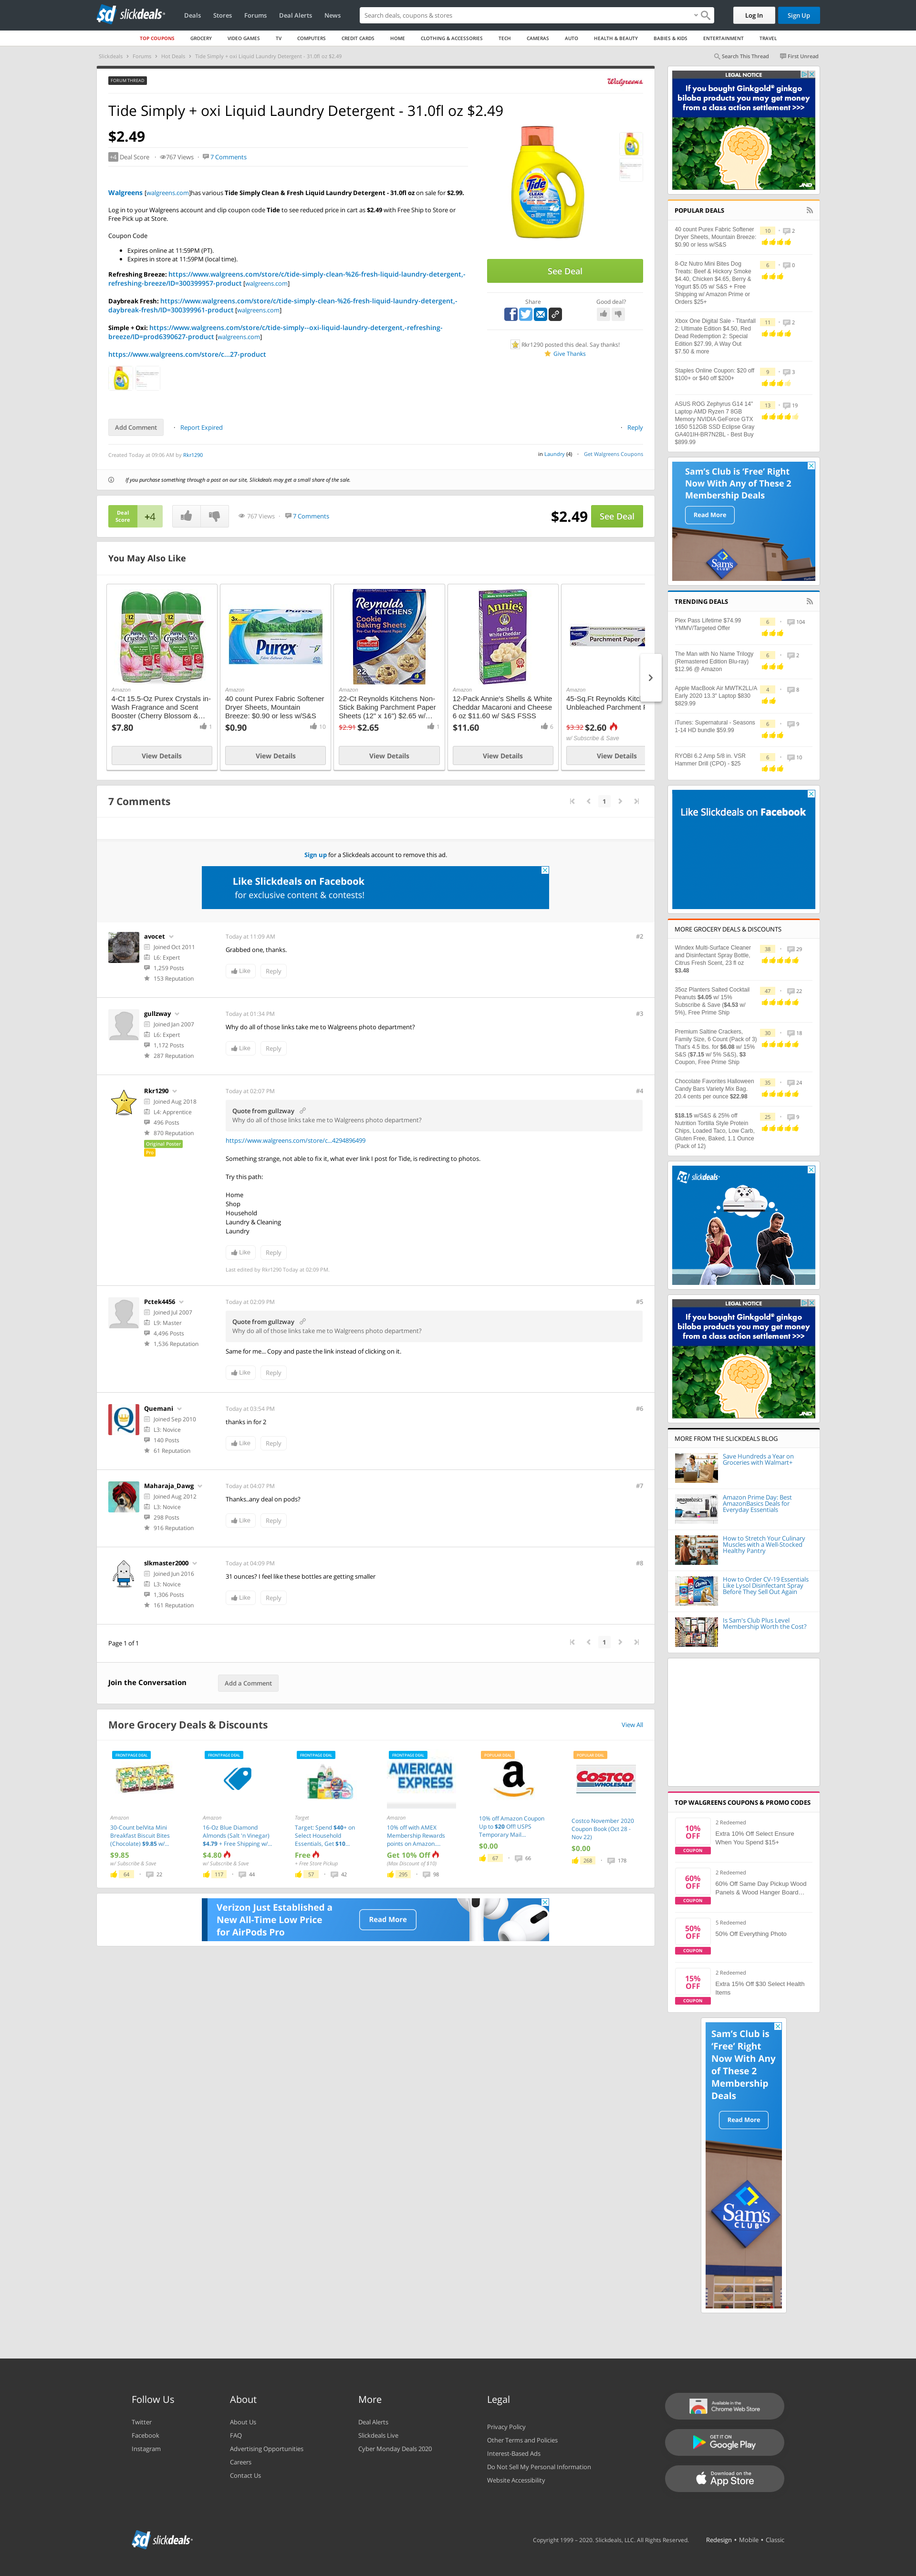 slickdeals
Deals
Stores
Forums
Deal Alerts
News
Search deals, coupons & stores
Log In
Sign Up
TOP COUPONS
GROCERY
VIDEO GAMES
TV
COMPUTERS
CREDIT CARDS
HOME
CLOTHING & ACCESSORIES
TECH
CAMERAS
AUTO
HEALTH & BEAUTY
BABIES & KIDS
ENTERTAINMENT
TRAVEL
Slickdeals > Forums > Hot Deals > Tide Simply + oxi Liquid Laundry Detergent - 31.0fl oz $2.49
Search This Thread
First Unread
FORUM THREAD
Walgreens
Tide Simply + oxi Liquid Laundry Detergent - 31.0fl oz $2.49
$2.49
+4 Deal Score
767 Views
7 Comments
Walgreens [walgreens.com]has various Tide Simply Clean & Fresh Liquid Laundry Detergent - 31.0fl oz on sale for $2.99.
Log in to your Walgreens account and clip coupon code Tide to see reduced price in cart as $2.49 with Free Ship to Store or
Free Pick up at Store.
Coupon Code
• Expires online at 11:59PM (PT).
• Expires in store at 11:59PM (local time).
Refreshing Breeze: https://www.walgreens.com/store/c/tide-simply-clean-%26-fresh-liquid-laundry-detergent,-
refreshing-breeze/ID=300399957-product [walgreens.com]
Daybreak Fresh: https://www.walgreens.com/store/c/tide-simply-clean-%26-fresh-liquid-laundry-detergent,-
daybreak-fresh/ID=300399961-product [walgreens.com]
Simple + Oxi: https://www.walgreens.com/store/c/tide-simply--oxi-liquid-laundry-detergent,-refreshing-
breeze/ID=prod6390627-product [walgreens.com]
https://www.walgreens.com/store/c...27-product
See Deal
Share
Good deal?
Rkr1290 posted this deal. Say thanks!
Give Thanks
Add Comment
Report Expired
Reply
Created Today at 09:06 AM by Rkr1290
in Laundry (4)
Get Walgreens Coupons
If you purchase something through a post on our site, Slickdeals may get a small share of the sale.
Deal
Score
+4
767 Views
7 Comments
$2.49
See Deal
You May Also Like
Amazon
4-Ct 15.5-Oz Purex Crystals in-
Wash Fragrance and Scent
Booster (Cherry Blossom &...
$7.80
1
View Details
Amazon
40 count Purex Fabric Softener
Dryer Sheets, Mountain
Breeze: $0.90 or less w/S&S
$0.90
10
View Details
Amazon
22-Ct Reynolds Kitchens Non-
Stick Baking Parchment Paper
Sheets (12" x 16") $2.65 w/...
$2.91 $2.65
1
View Details
Amazon
12-Pack Annie's Shells & White
Cheddar Macaroni and Cheese
6 oz $11.60 w/ S&S FSSS
$11.60
6
View Details
Amazon
45-Sq.Ft Reynolds Kitc
Unbleached Parchment
$3.32 $2.60
w/ Subscribe & Save
View Details
7 Comments
1
Sign up for a Slickdeals account to remove this ad.
Like Slickdeals on Facebook
for exclusive content & contests!
avocet
Joined Oct 2011
L6: Expert
1,259 Posts
153 Reputation
Today at 11:09 AM
#2
Grabbed one, thanks.
Like
Reply
gullzway
Joined Jan 2007
L6: Expert
1,172 Posts
287 Reputation
Today at 01:34 PM
#3
Why do all of those links take me to Walgreens photo department?
Like
Reply
Rkr1290
Joined Aug 2018
L4: Apprentice
496 Posts
870 Reputation
Original Poster
Pro
Today at 02:07 PM
#4
Quote from gullzway
Why do all of those links take me to Walgreens photo department?
https://www.walgreens.com/store/c...4294896499
Something strange, not able to fix it, what ever link I post for Tide, is redirecting to photos.
Try this path:
Home
Shop
Household
Laundry & Cleaning
Laundry
Like
Reply
Last edited by Rkr1290 Today at 02:09 PM.
Pctek4456
Joined Jul 2007
L9: Master
4,496 Posts
1,536 Reputation
Today at 02:09 PM
#5
Quote from gullzway
Why do all of those links take me to Walgreens photo department?
Same for me... Copy and paste the link instead of clicking on it.
Like
Reply
Quemani
Joined Sep 2010
L3: Novice
140 Posts
61 Reputation
Today at 03:54 PM
#6
thanks in for 2
Like
Reply
Maharaja_Dawg
Joined Aug 2012
L3: Novice
298 Posts
916 Reputation
Today at 04:07 PM
#7
Thanks..any deal on pods?
Like
Reply
slkmaster2000
Joined Jun 2016
L3: Novice
1,306 Posts
161 Reputation
Today at 04:09 PM
#8
31 ounces? I feel like these bottles are getting smaller
Like
Reply
Page 1 of 1
1
Join the Conversation
Add a Comment
More Grocery Deals & Discounts
View All
FRONTPAGE DEAL
Amazon
30-Count belVita Mini
Breakfast Biscuit Bites
(Chocolate) $9.85 w/...
$9.85
w/ Subscribe & Save
64
22
FRONTPAGE DEAL
Amazon
16-Oz Blue Diamond
Almonds (Salt 'n Vinegar)
$4.79 + Free Shipping w/...
$4.80
w/ Subscribe & Save
117
44
FRONTPAGE DEAL
Target
Target: Spend $40+ on
Select Household
Essentials, Get $10...
Free
+ Free Store Pickup
57
42
FRONTPAGE DEAL
AMERICAN
EXPRESS
Amazon
10% off with AMEX
Membership Rewards
points on Amazon....
Get 10% Off
(Max Discount of $10)
295
98
POPULAR DEAL
10% off Amazon Coupon
Up to $20 Off! USPS
Temporary Mail...
$0.00
67
66
POPULAR DEAL
COSTCO
WHOLESALE
Costco November 2020
Coupon Book (Oct 28 -
Nov 22)
$0.00
268
178
Verizon Just Established a
New All-Time Low Price
for AirPods Pro
Read More
LEGAL NOTICE
If you bought Ginkgold® ginkgo
biloba products you may get money
from a class action settlement >>>
JND
POPULAR DEALS
40 count Purex Fabric Softener
Dryer Sheets, Mountain Breeze:
$0.90 or less w/S&S
10
2
8-Oz Nutro Mini Bites Dog
Treats: Beef & Hickory Smoke
$4.40, Chicken $4.65, Berry &
Yogurt $5.05 w/ S&S + Free
Shipping w/ Amazon Prime or
Orders $25+
6
0
Xbox One Digital Sale - Titanfall
2: Ultimate Edition $4.50, Red
Dead Redemption 2: Special
Edition $27.99, A Way Out
$7.50 & more
11
2
Staples Online Coupon: $20 off
$100+ or $40 off $200+
9
3
ASUS ROG Zephyrus G14 14"
Laptop AMD Ryzen 7 8GB
Memory NVIDIA GeForce GTX
1650 512GB SSD Eclipse Gray
GA401IH-BR7N2BL - Best Buy
$899.99
13
19
Sam's Club is 'Free' Right
Now With Any of These 2
Membership Deals
Read More
Sam's
TRENDING DEALS
Plex Pass Lifetime $74.99
YMMV/Targeted Offer
6
104
The Man with No Name Trilogy
(Remastered Edition Blu-ray)
$12.96 @ Amazon
6
2
Apple MacBook Air MWTK2LL/A
Early 2020 13.3" Laptop $830
$829.99
4
8
iTunes: Supernatural - Seasons
1-14 HD bundle $59.99
6
9
RYOBI 6.2 Amp 5/8 in. VSR
Hammer Drill (CPO) - $25
6
10
Like Slickdeals on Facebook
MORE GROCERY DEALS & DISCOUNTS
Windex Multi-Surface Cleaner
and Disinfectant Spray Bottle,
Citrus Fresh Scent, 23 fl oz
$3.48
38
29
35oz Planters Salted Cocktail
Peanuts $4.05 w/ 15%
Subscribe & Save ($4.53 w/
5%), Free Prime Ship
47
22
Premium Saltine Crackers,
Family Size, 6 Count (Pack of 3)
That's 4.5 lbs. for $6.06 w/ 15%
S&S ($7.15 w/ 5% S&S), $3
Coupon, Free Prime Ship
30
18
Chocolate Favorites Halloween
Candy Bars Variety Mix Bag,
20.4 cents per ounce $22.98
35
24
$18.15 w/S&S & 25% off
Nutrition Tortilla Style Protein
Chips, Loaded Taco, Low Carb,
Gluten Free, Baked, 1.1 Ounce
(Pack of 12)
25
9
slickdeals
LEGAL NOTICE
If you bought Ginkgold® ginkgo
biloba products you may get money
from a class action settlement >>>
JND
MORE FROM THE SLICKDEALS BLOG
Save Hundreds a Year on
Groceries with Walmart+
Amazon Prime Day: Best
AmazonBasics Deals for
Everyday Essentials
How to Stretch Your Culinary
Muscles with a Well-Stocked
Healthy Pantry
How to Order CV-19 Essentials
Like Lysol Disinfectant Spray
Before They Sell Out Again
Is Sam's Club Plus Level
Membership Worth the Cost?
TOP WALGREENS COUPONS & PROMO CODES
10%
OFF
COUPON
2 Redeemed
Extra 10% Off Select Ensure
When You Spend $15+
60%
OFF
COUPON
2 Redeemed
60% Off Same Day Pickup Wood
Panels & Wood Hanger Board...
50%
OFF
COUPON
5 Redeemed
50% Off Everything Photo
15%
OFF
COUPON
2 Redeemed
Extra 15% Off $30 Select Health
Items
Sam's Club is
'Free' Right
Now With Any
of These 2
Membership
Deals
Read More
Sam's
CLUB
Follow Us
Twitter
Facebook
Instagram
About
About Us
FAQ
Advertising Opportunities
Careers
Contact Us
More
Deal Alerts
Slickdeals Live
Cyber Monday Deals 2020
Legal
Privacy Policy
Other Terms and Policies
Interest-Based Ads
Do Not Sell My Personal Information
Website Accessibility
Available in the
Chrome Web Store
GET IT ON
Google Play
Download on the
App Store
slickdeals
Copyright 1999 – 2020. Slickdeals, LLC. All Rights Reserved.
Redesign • Mobile • Classic